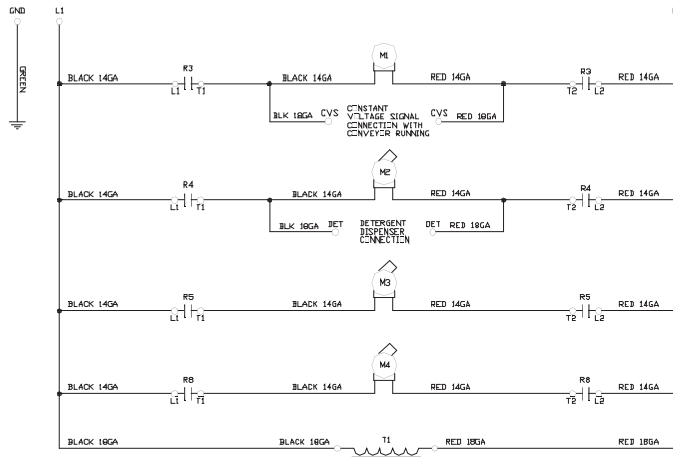 GND L1
GREEN
R3 M1 R3
BLACK 14GA BLACK 14GA RED 14GA RED 14GA
L1 T1 T2 L2
BLK 18GA CVS CONSTANT VOLTAGE SIGNAL CONNECTION WITH CONVEYER RUNNING CVS RED 18GA
R4 M2 R4
BLACK 14GA BLACK 14GA RED 14GA RED 14GA
L1 T1 T2 L2
BLK 18GA DET DETERGENT DISPENSER CONNECTION DET RED 18GA
R5 M3 R5
BLACK 14GA BLACK 14GA RED 14GA RED 14GA
L1 T1 T2 L2
R8 M4 R8
BLACK 14GA BLACK 14GA RED 14GA RED 14GA
L1 T1 T2 L2
BLACK 18GA BLACK 18GA T1 RED 18GA RED 18GA